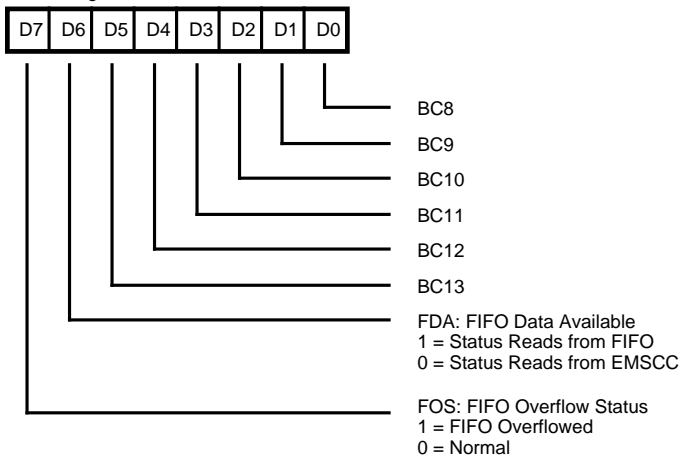 D7 D6 D5 D4 D3 D2 D1 D0
BC8
BC9
BC10
BC11
BC12
BC13
FDA: FIFO Data Available
1 = Status Reads from FIFO
0 = Status Reads from EMSCC
FOS: FIFO Overflow Status
1 = FIFO Overflowed
0 = Normal